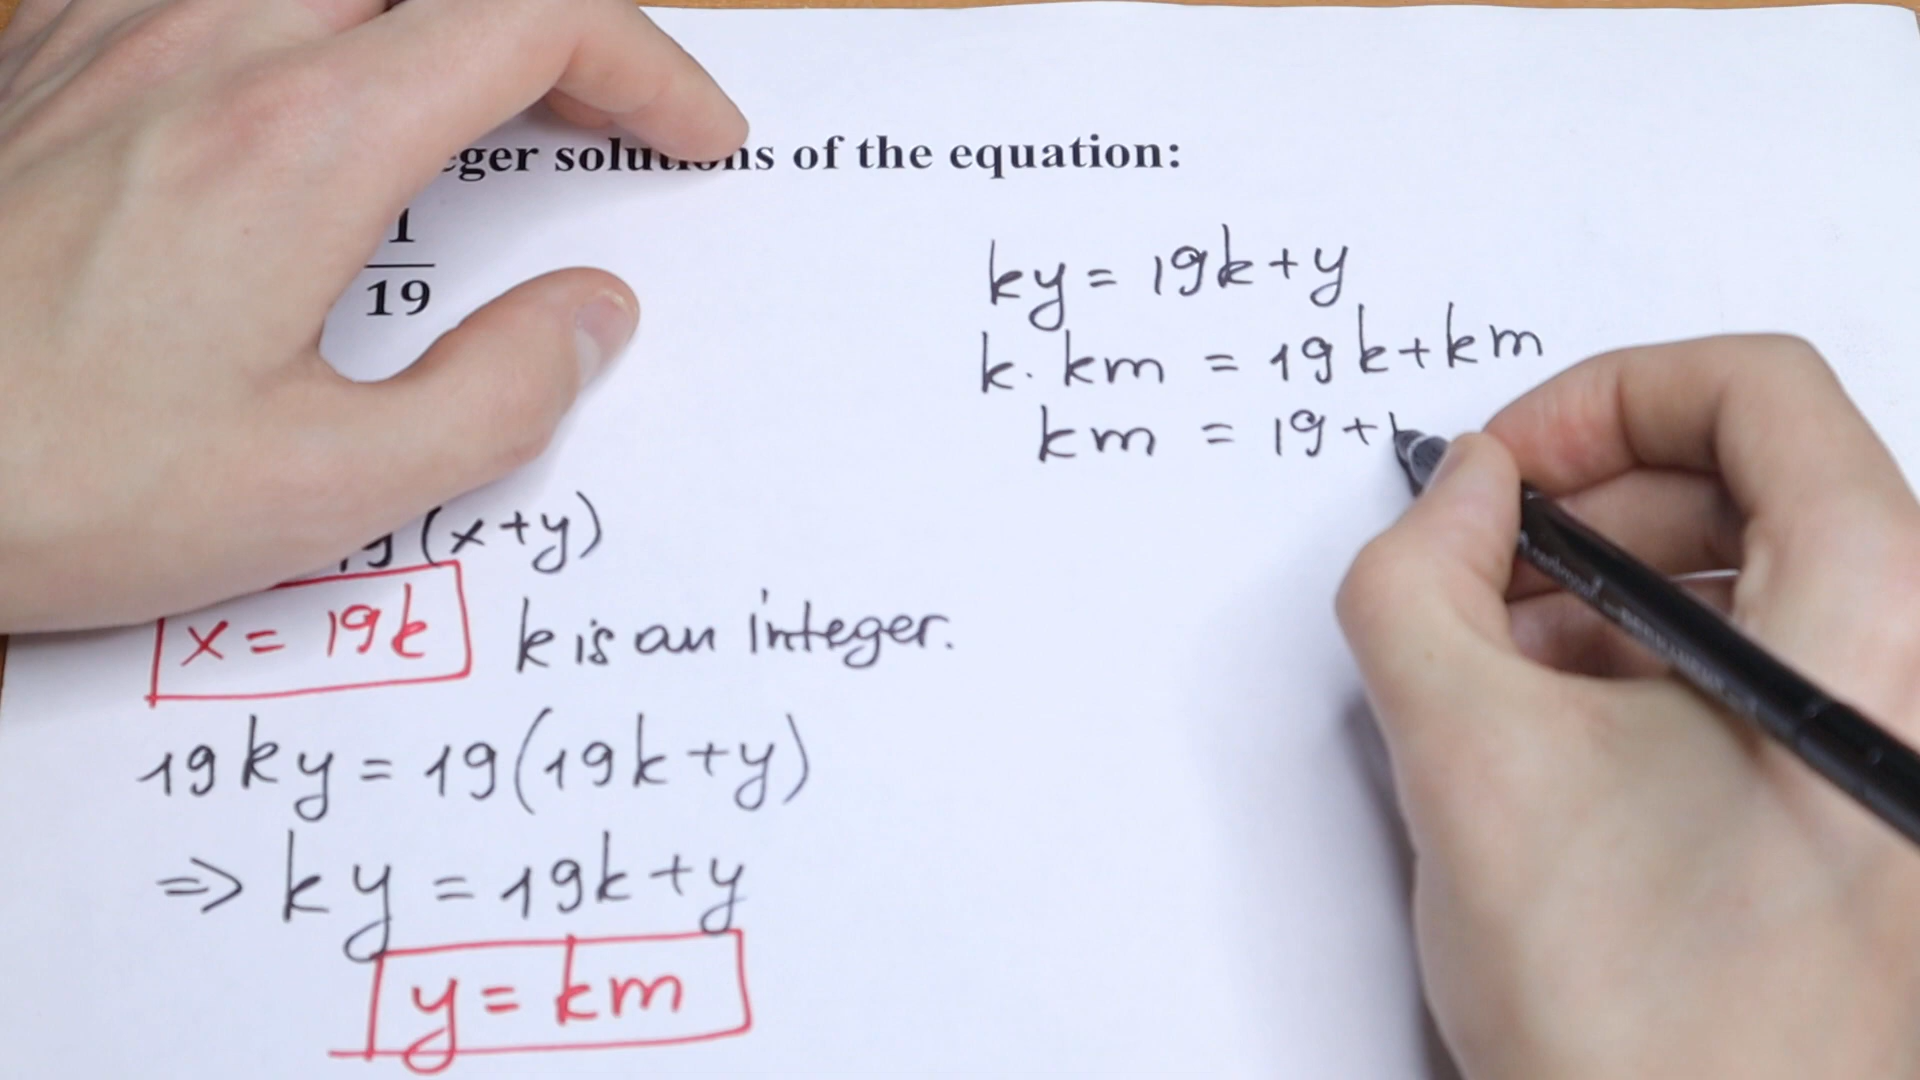 solutions of the equation:
1
19
(x+y)
x = 19k k is an integer.
19ky = 19(19k+y)
=> ky = 19k+y
y = km
ky = 19k+y
k. km = 19k+km
km = 19+